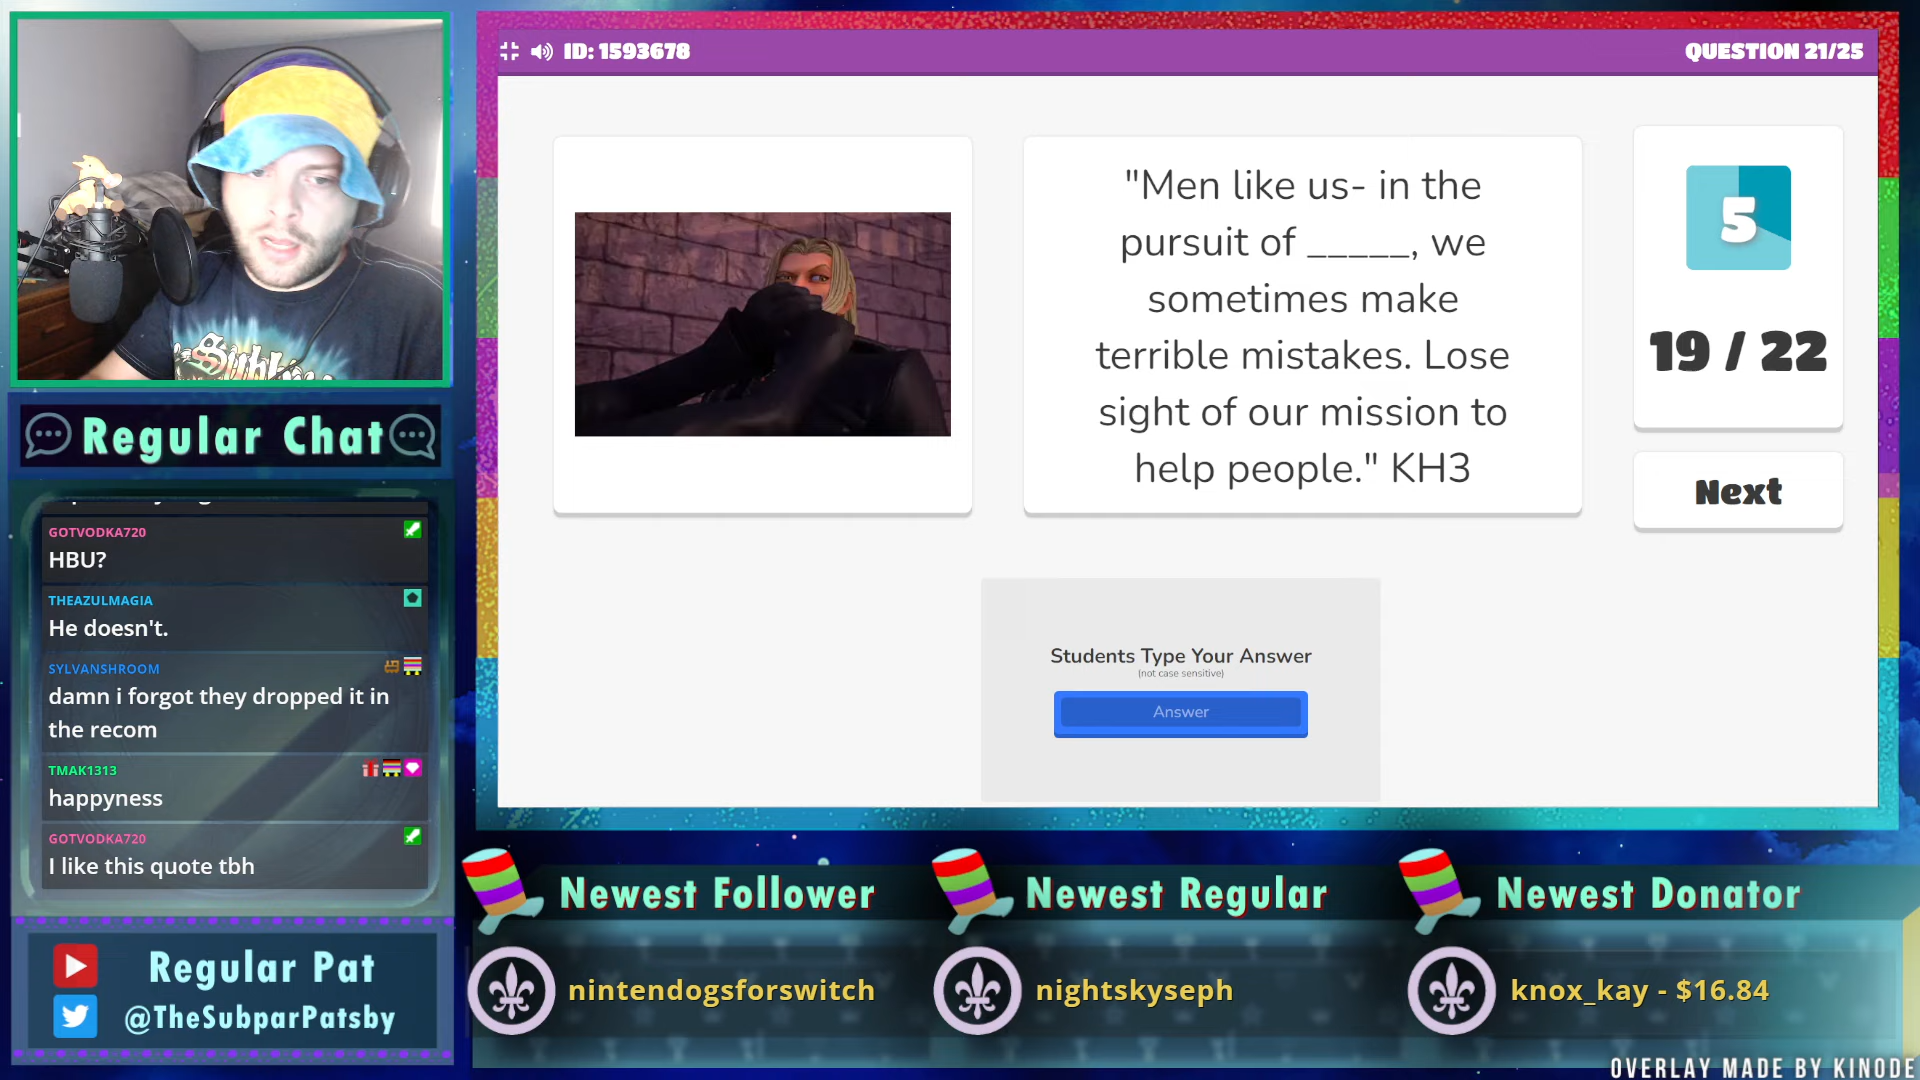 ID: 1593678
QUESTION 21/25
"Men like us- in the
pursuit of _____, we
sometimes make
terrible mistakes. Lose
sight of our mission to
help people." KH3
5
19 / 22
Next
Students Type Your Answer
(not case sensitive)
Answer
Regular Chat
GOTVODKA720
HBU?
THEAZULMAGIA
He doesn't.
SYLVANSHROOM
damn i forgot they dropped it in
the recom
TMAK1313
happyness
GOTVODKA720
I like this quote tbh
Regular Pat
@TheSubparPatsby
Newest Follower
nintendogsforswitch
Newest Regular
nightskyseph
Newest Donator
knox_kay - $16.84
OVERLAY MADE BY KINODE